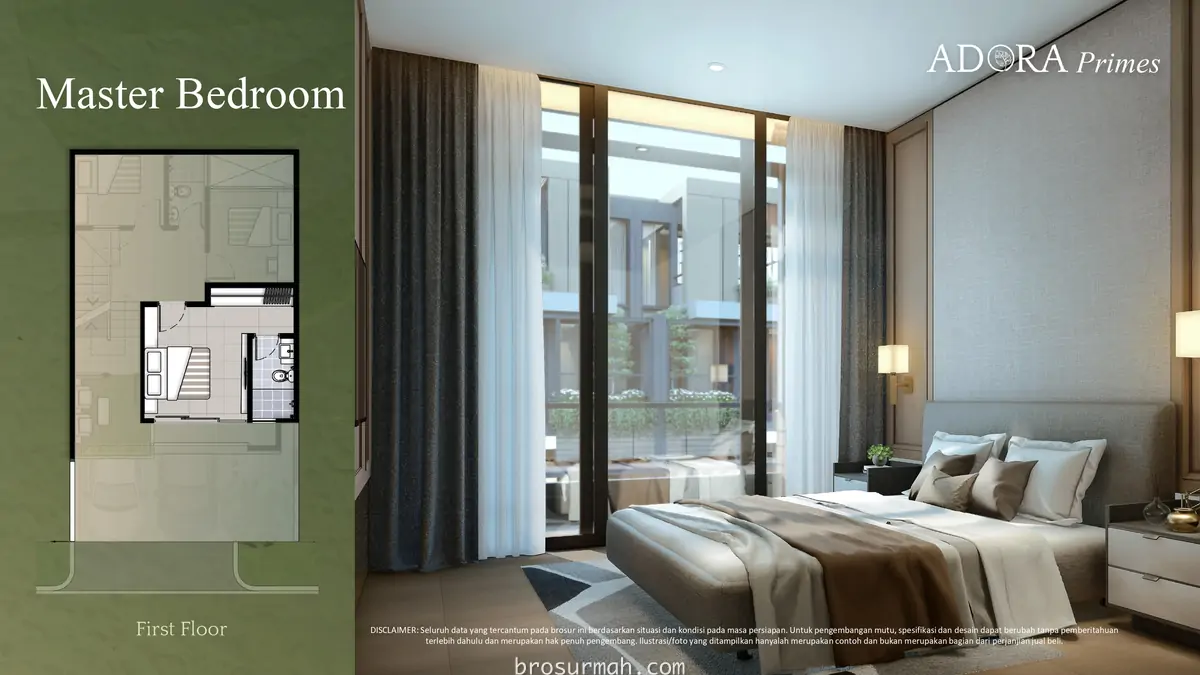 Master Bedroom
First Floor
ADORA Primes
DISCLAIMER: Seluruh data yang tercantum pada brosur ini berdasarkan situasi dan kondisi pada masa persiapan. Untuk pengembangan mutu, spesifikasi dan desain dapat berubah tanpa pemberitahuan
terlebih dahulu dan merupakan hak penuh pengembang. Ilustrasi/foto yang ditampilkan hanyalah merupakan contoh dan bukan merupakan bagian dari perjanjian jual beli.
brosurmah.com